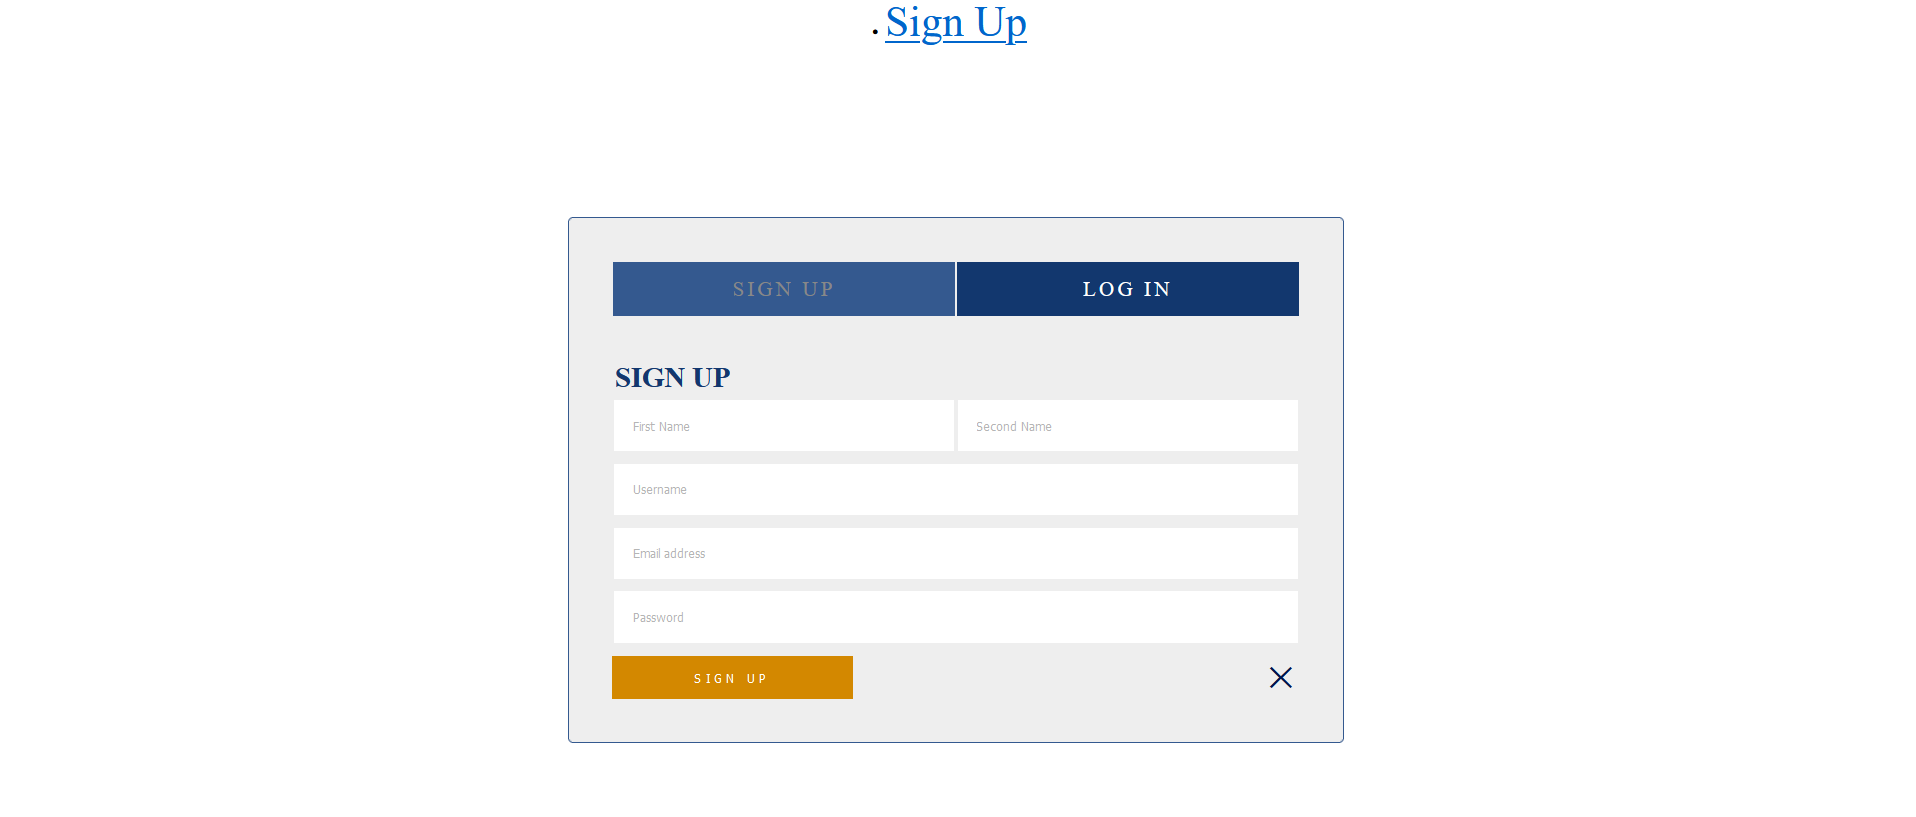 Sign Up
SIGN UP LOG IN
SIGN UP
First Name Second Name
Username
Email address
Password
SIGN UP